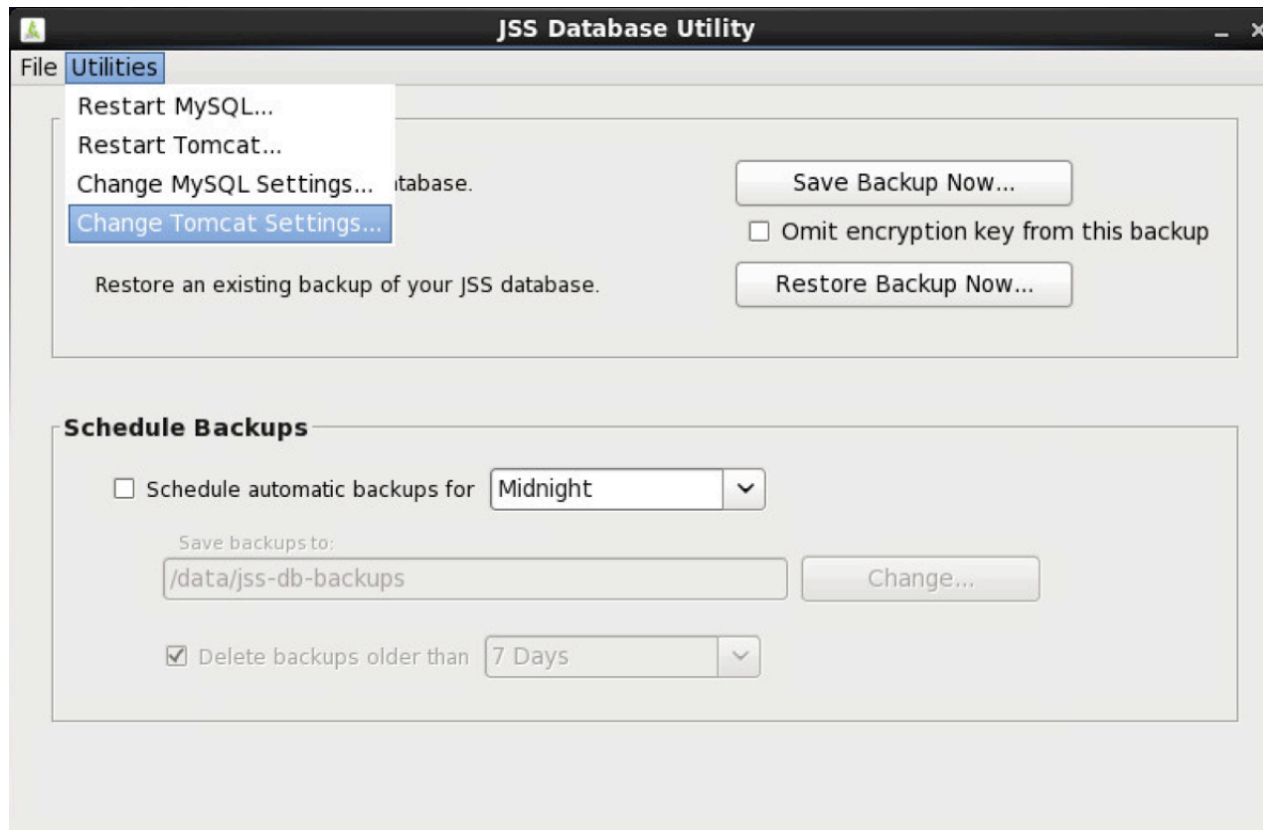 JSS Database Utility
File Utilities
Restart MySQL...
Restart Tomcat...
Change MySQL Settings...
Change Tomcat Settings...
Save Backup Now...
Omit encryption key from this backup
Restore an existing backup of your JSS database. Restore Backup Now...
Schedule Backups
Schedule automatic backups for Midnight
Save backups to:
/data/jss-db-backups Change...
Delete backups older than 7 Days